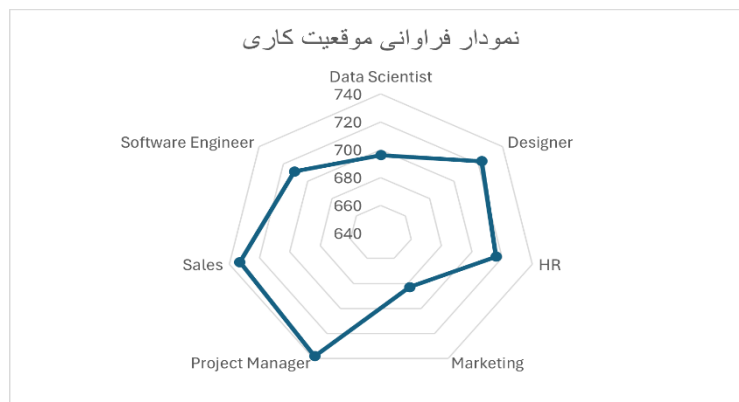 نمودار فراوانی موقعیت کاری
Data Scientist
740
720
700
680
660
640
Designer
HR
Marketing
Project Manager
Sales
Software Engineer